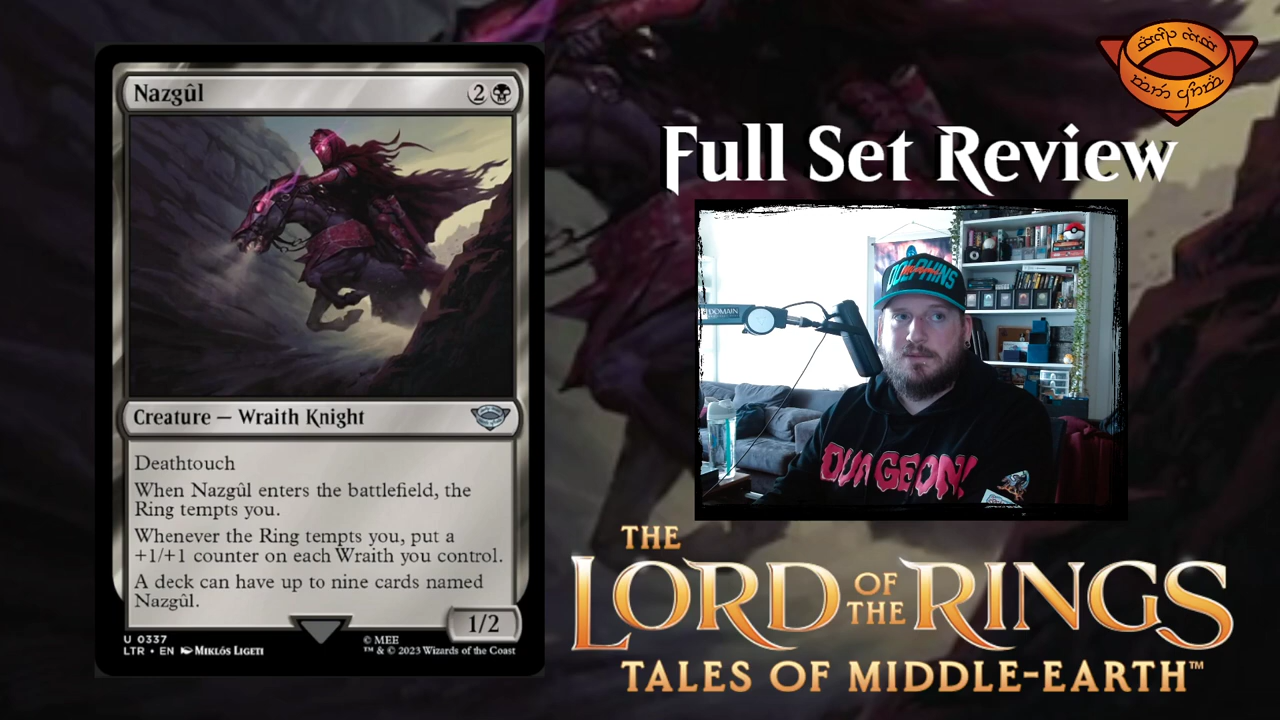 Nazgûl
2
Creature — Wraith Knight
Deathtouch
When Nazgûl enters the battlefield, the
Ring tempts you.
Whenever the Ring tempts you, put a
+1/+1 counter on each Wraith you control.
A deck can have up to nine cards named
Nazgûl.
1/2
U 0337
LTR • EN MIKLÓS LIGETI
© MEE
™ & © 2023 Wizards of the Coast
Full Set Review
DOMAIN
DOLPHINS
DUNGEON!
THE
LORD OF THE RINGS
TALES OF MIDDLE-EARTH™